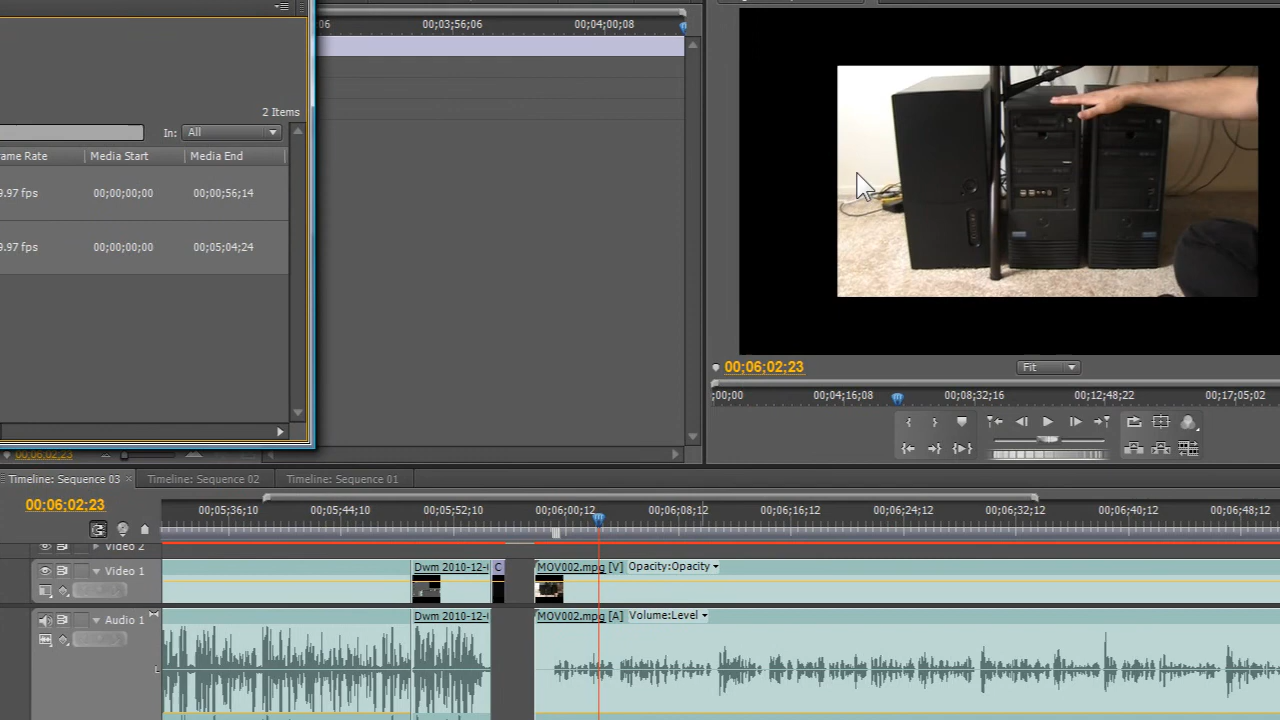 06
00;03;56;06
00;04;00;08
2 Items
In:
All
ame Rate
Media Start
Media End
9.97 fps
00;00;00;00
00;00;56;14
9.97 fps
00;00;00;00
00;05;04;24
00;06;02;23
Fit
;00;00
00;04;16;08
00;08;32;16
00;12;48;22
00;17;05;02
00;06;02;23
Timeline: Sequence 03
Timeline: Sequence 02
Timeline: Sequence 01
00;06;02;23
00;05;36;10
00;05;44;10
00;05;52;10
00;06;00;12
00;06;08;12
00;06;16;12
00;06;24;12
00;06;32;12
00;06;40;12
00;06;48;12
Video 2
Video 1
Dwm 2010-12-
C
MOV002.mpg [V] Opacity:Opacity
Audio 1
Dwm 2010-12-
MOV002.mpg [A] Volume:Level
L